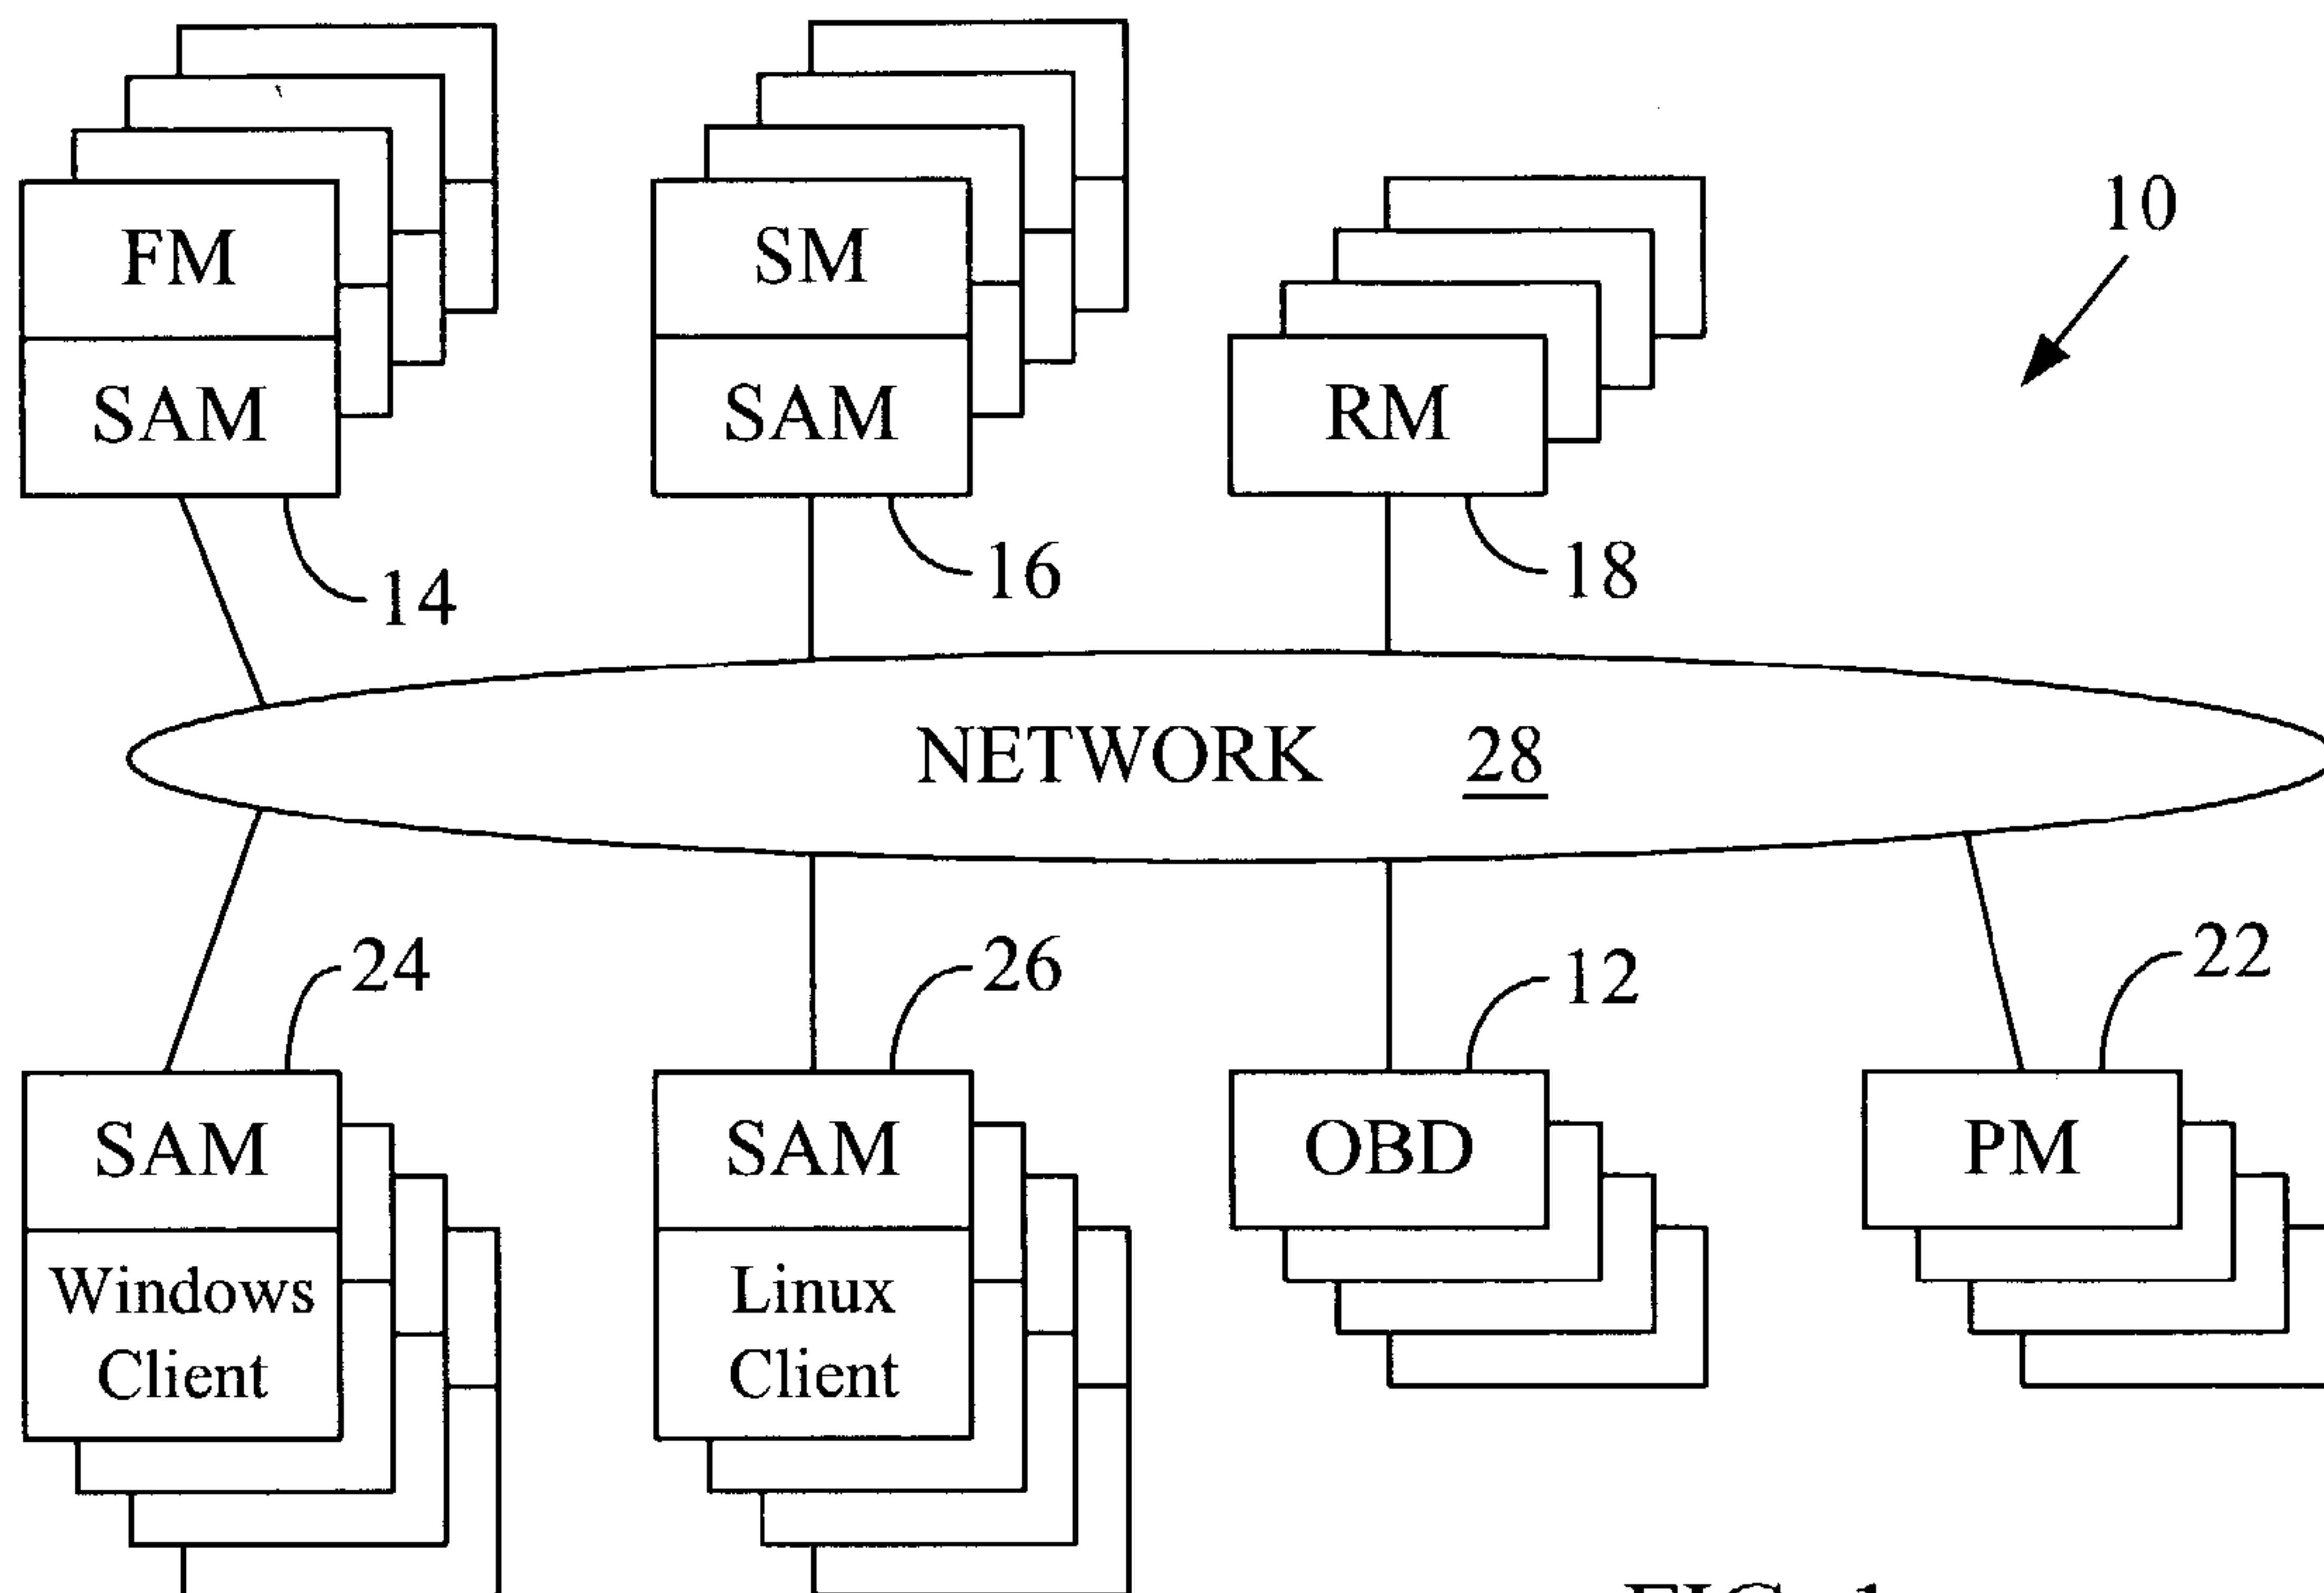 10
FM
SM
SAM
SAM
RM
14
16
18
NETWORK 28
24
26
12
22
SAM
SAM
OBD
PM
Windows
Client
Linux
Client